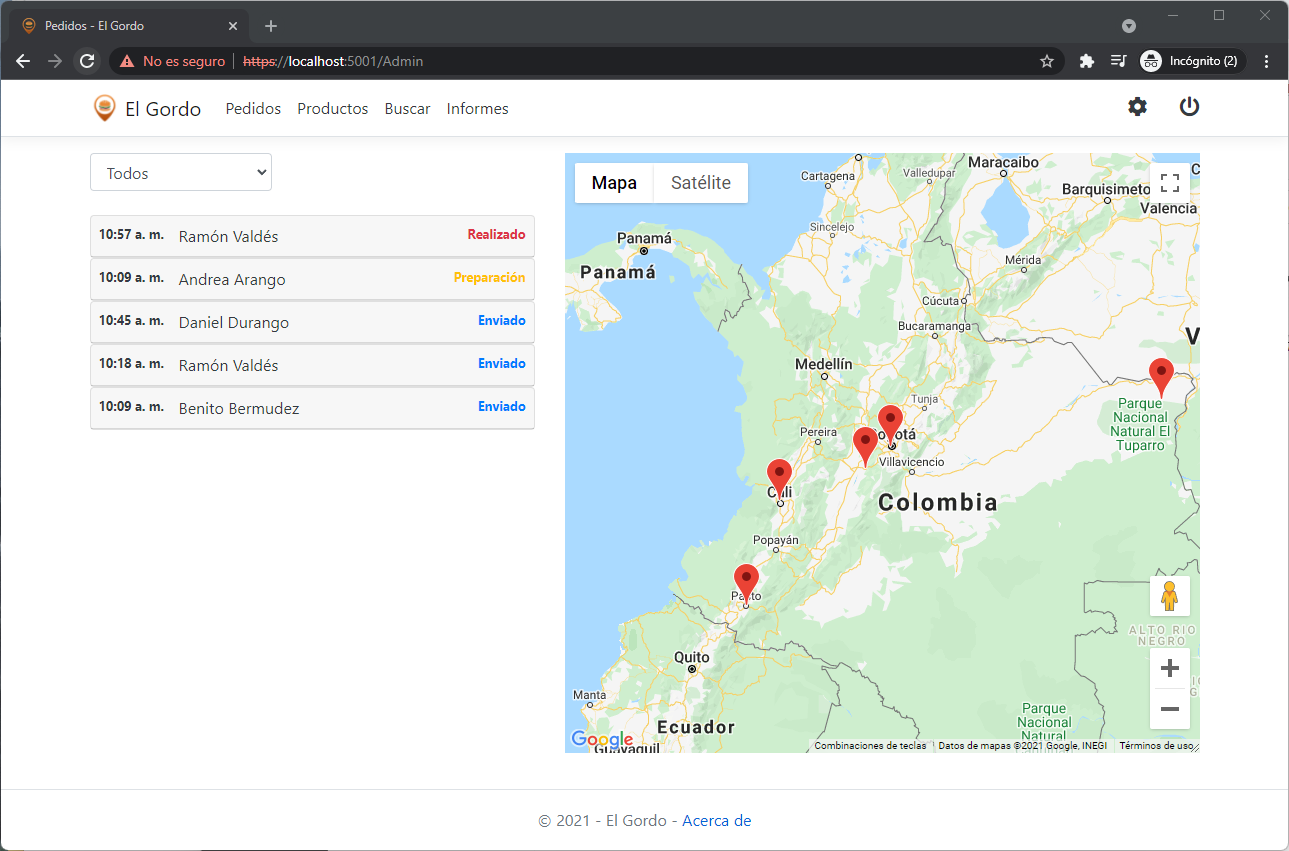 Pedidos - El Gordo
No es seguro
https://localhost:5001/Admin
Incógnito (2)
El Gordo
Pedidos
Productos
Buscar
Informes
Todos
10:57 a. m. Ramón Valdés Realizado
10:09 a. m. Andrea Arango Preparación
10:45 a. m. Daniel Durango Enviado
10:18 a. m. Ramón Valdés Enviado
10:09 a. m. Benito Bermudez Enviado
Mapa
Satélite
Maracaibo
Cartagena
Valledupar
Barquisimeto
Valencia
Sincelejo
Panamá
Panamá
Mérida
Cúcuta
Bucaramanga
Medellín
Tunja
Parque
Nacional
Natural El
Tuparro
Pereira
Bogotá
Villavicencio
Cali
Colombia
Popayán
Pasto
ALTO RIO
NEGRO
Quito
Manta
Parque
Nacional
Natural
Ecuador
Google
Guayaquil
Combinaciones de teclas
Datos de mapas ©2021 Google, INEGI
Términos de uso
© 2021 - El Gordo - Acerca de